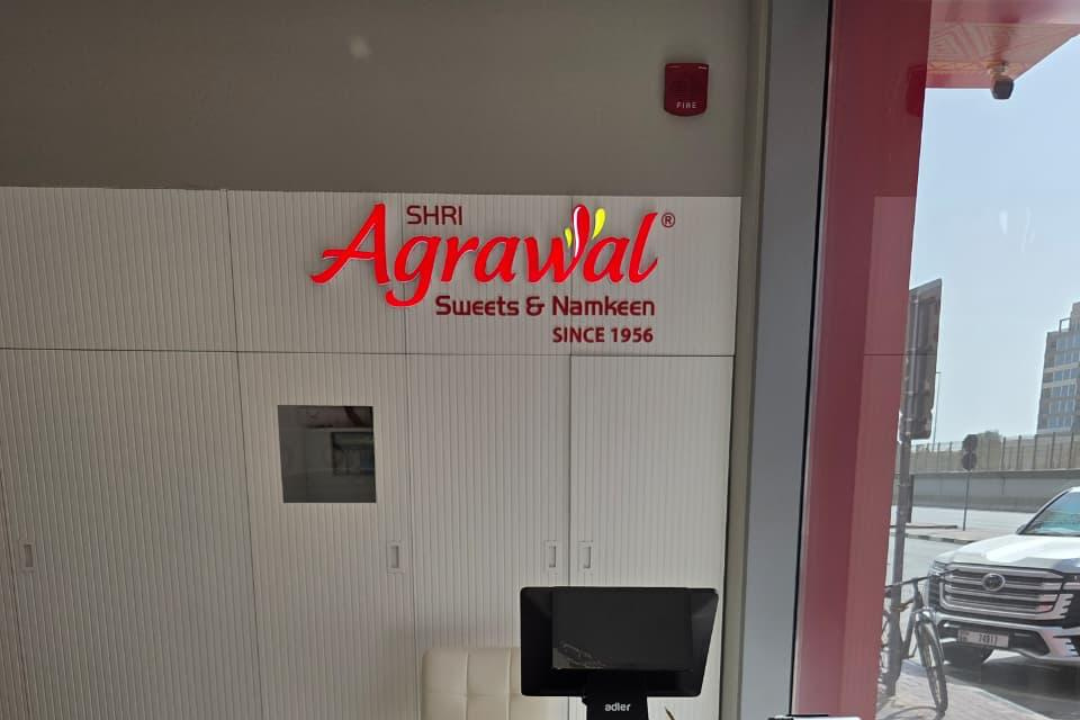 FIRE
SHRI
Agrawal®
Sweets & Namkeen
SINCE 1956
adler